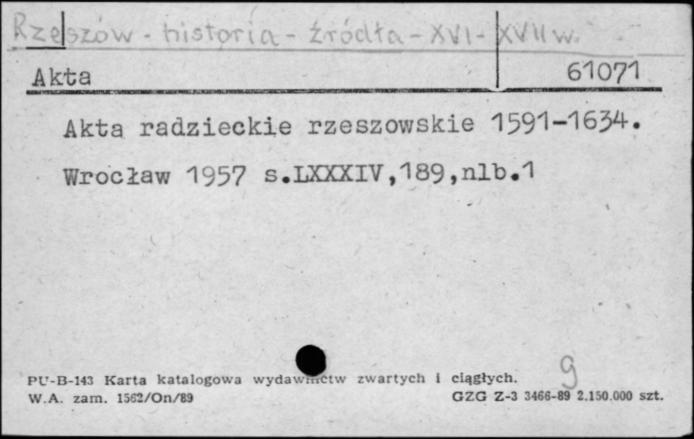 Rzeszów - historia - źródła - XVI - XVII w.
Akta 61071
Akta radzieckie rzeszowskie 1591-1634.
Wrocław 1957 s.LXXXIV,189,nlb.1
g
PU-B-143 Karta katalogowa wydawnictw zwartych i ciągłych.
W.A. zam. 1562/On/89 GZG Z-3 3466-89 2.150.000 szt.